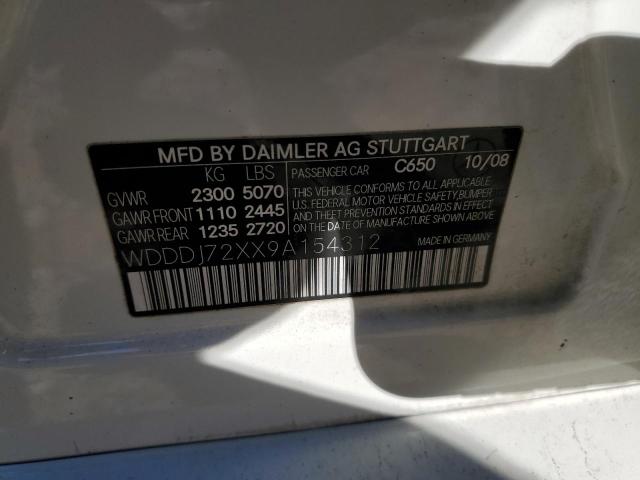 MFD BY DAIMLER AG STUTTGART
KG LBS PASSENGER CAR C650 10/08
GVWR 2300 5070
GAWR FRONT 1110 2445
GAWR REAR 1235 2720
THIS VEHICLE CONFORMS TO ALL APPLICABLE
U.S. FEDERAL MOTOR VEHICLE SAFETY, BUMPER
AND THEFT PREVENTION STANDARDS IN EFFECT
ON THE DATE OF MANUFACTURE SHOWN ABOVE.
WDDDJ72XX9A154312 MADE IN GERMANY